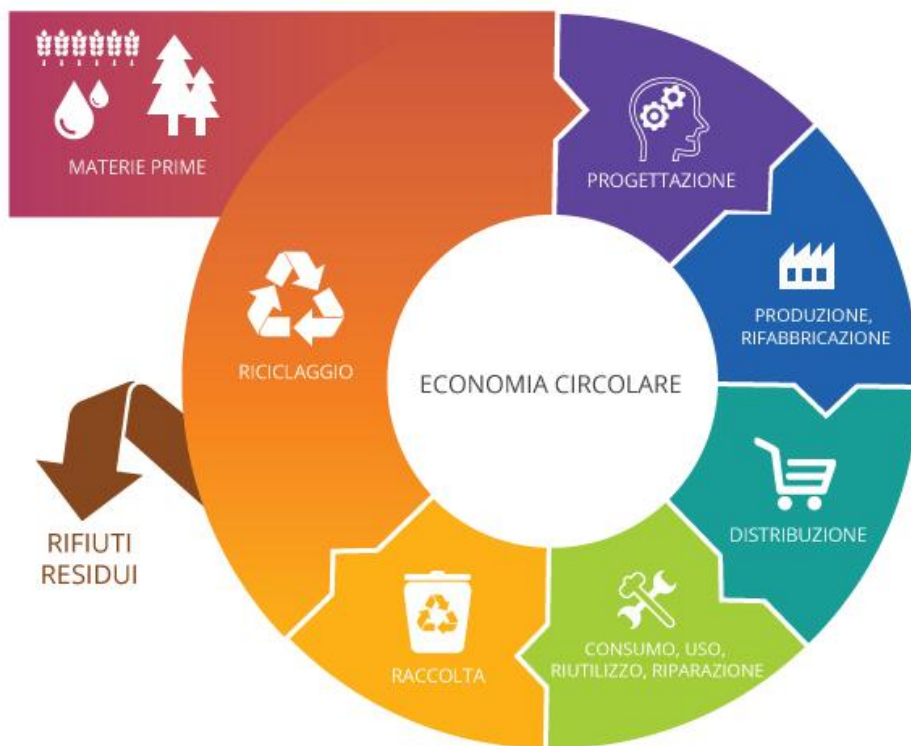 MATERIE PRIME
PROGETTAZIONE
PRODUZIONE,
RIFABBRICAZIONE
DISTRIBUZIONE
CONSUMO, USO,
RIUTILIZZO, RIPARAZIONE
RACCOLTA
RICICLAGGIO
RIFIUTI
RESIDUI
ECONOMIA CIRCOLARE